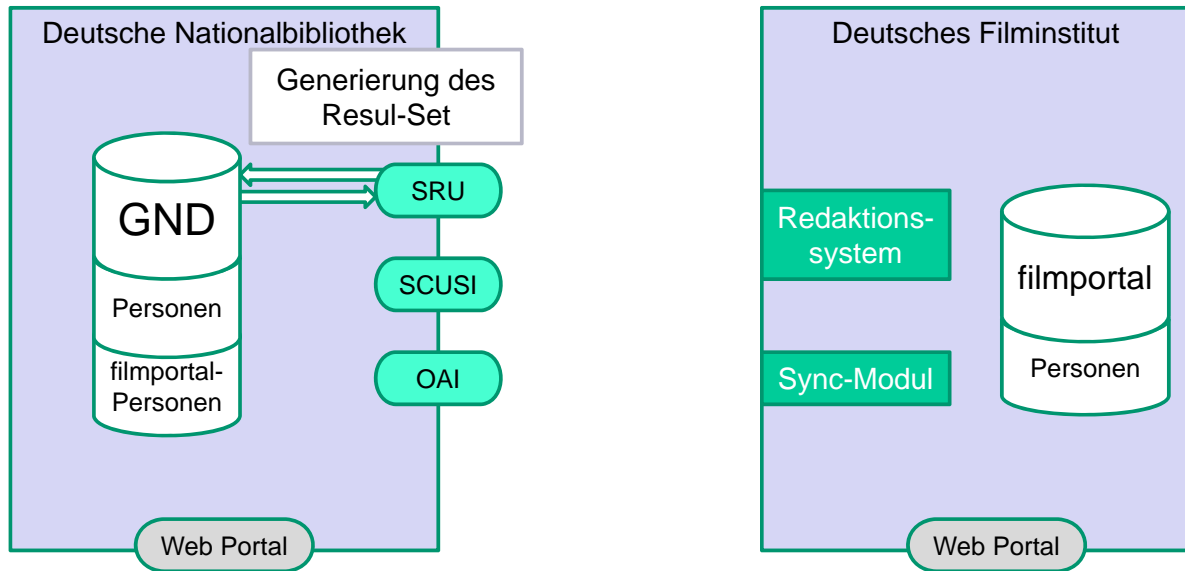 Deutsche Nationalbibliothek
Generierung des
Resul-Set
GND
Personen
filmportal-
Personen
SRU
SCUSI
OAI
Web Portal
Deutsches Filminstitut
Redaktions-
system
Sync-Modul
filmportal
Personen
Web Portal